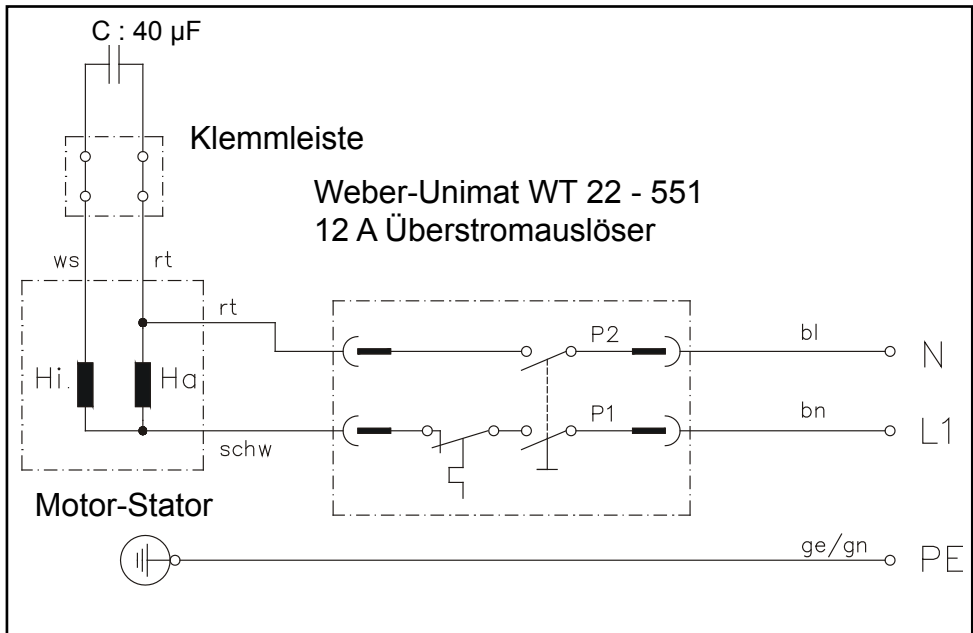 C : 40 µF
Klemmleiste
Weber-Unimat WT 22 - 551
12 A Überstromauslöser
ws
rt
rt
P2
bl
N
Hi.
Ha
P1
bn
L1
schw
Motor-Stator
ge/gn
PE